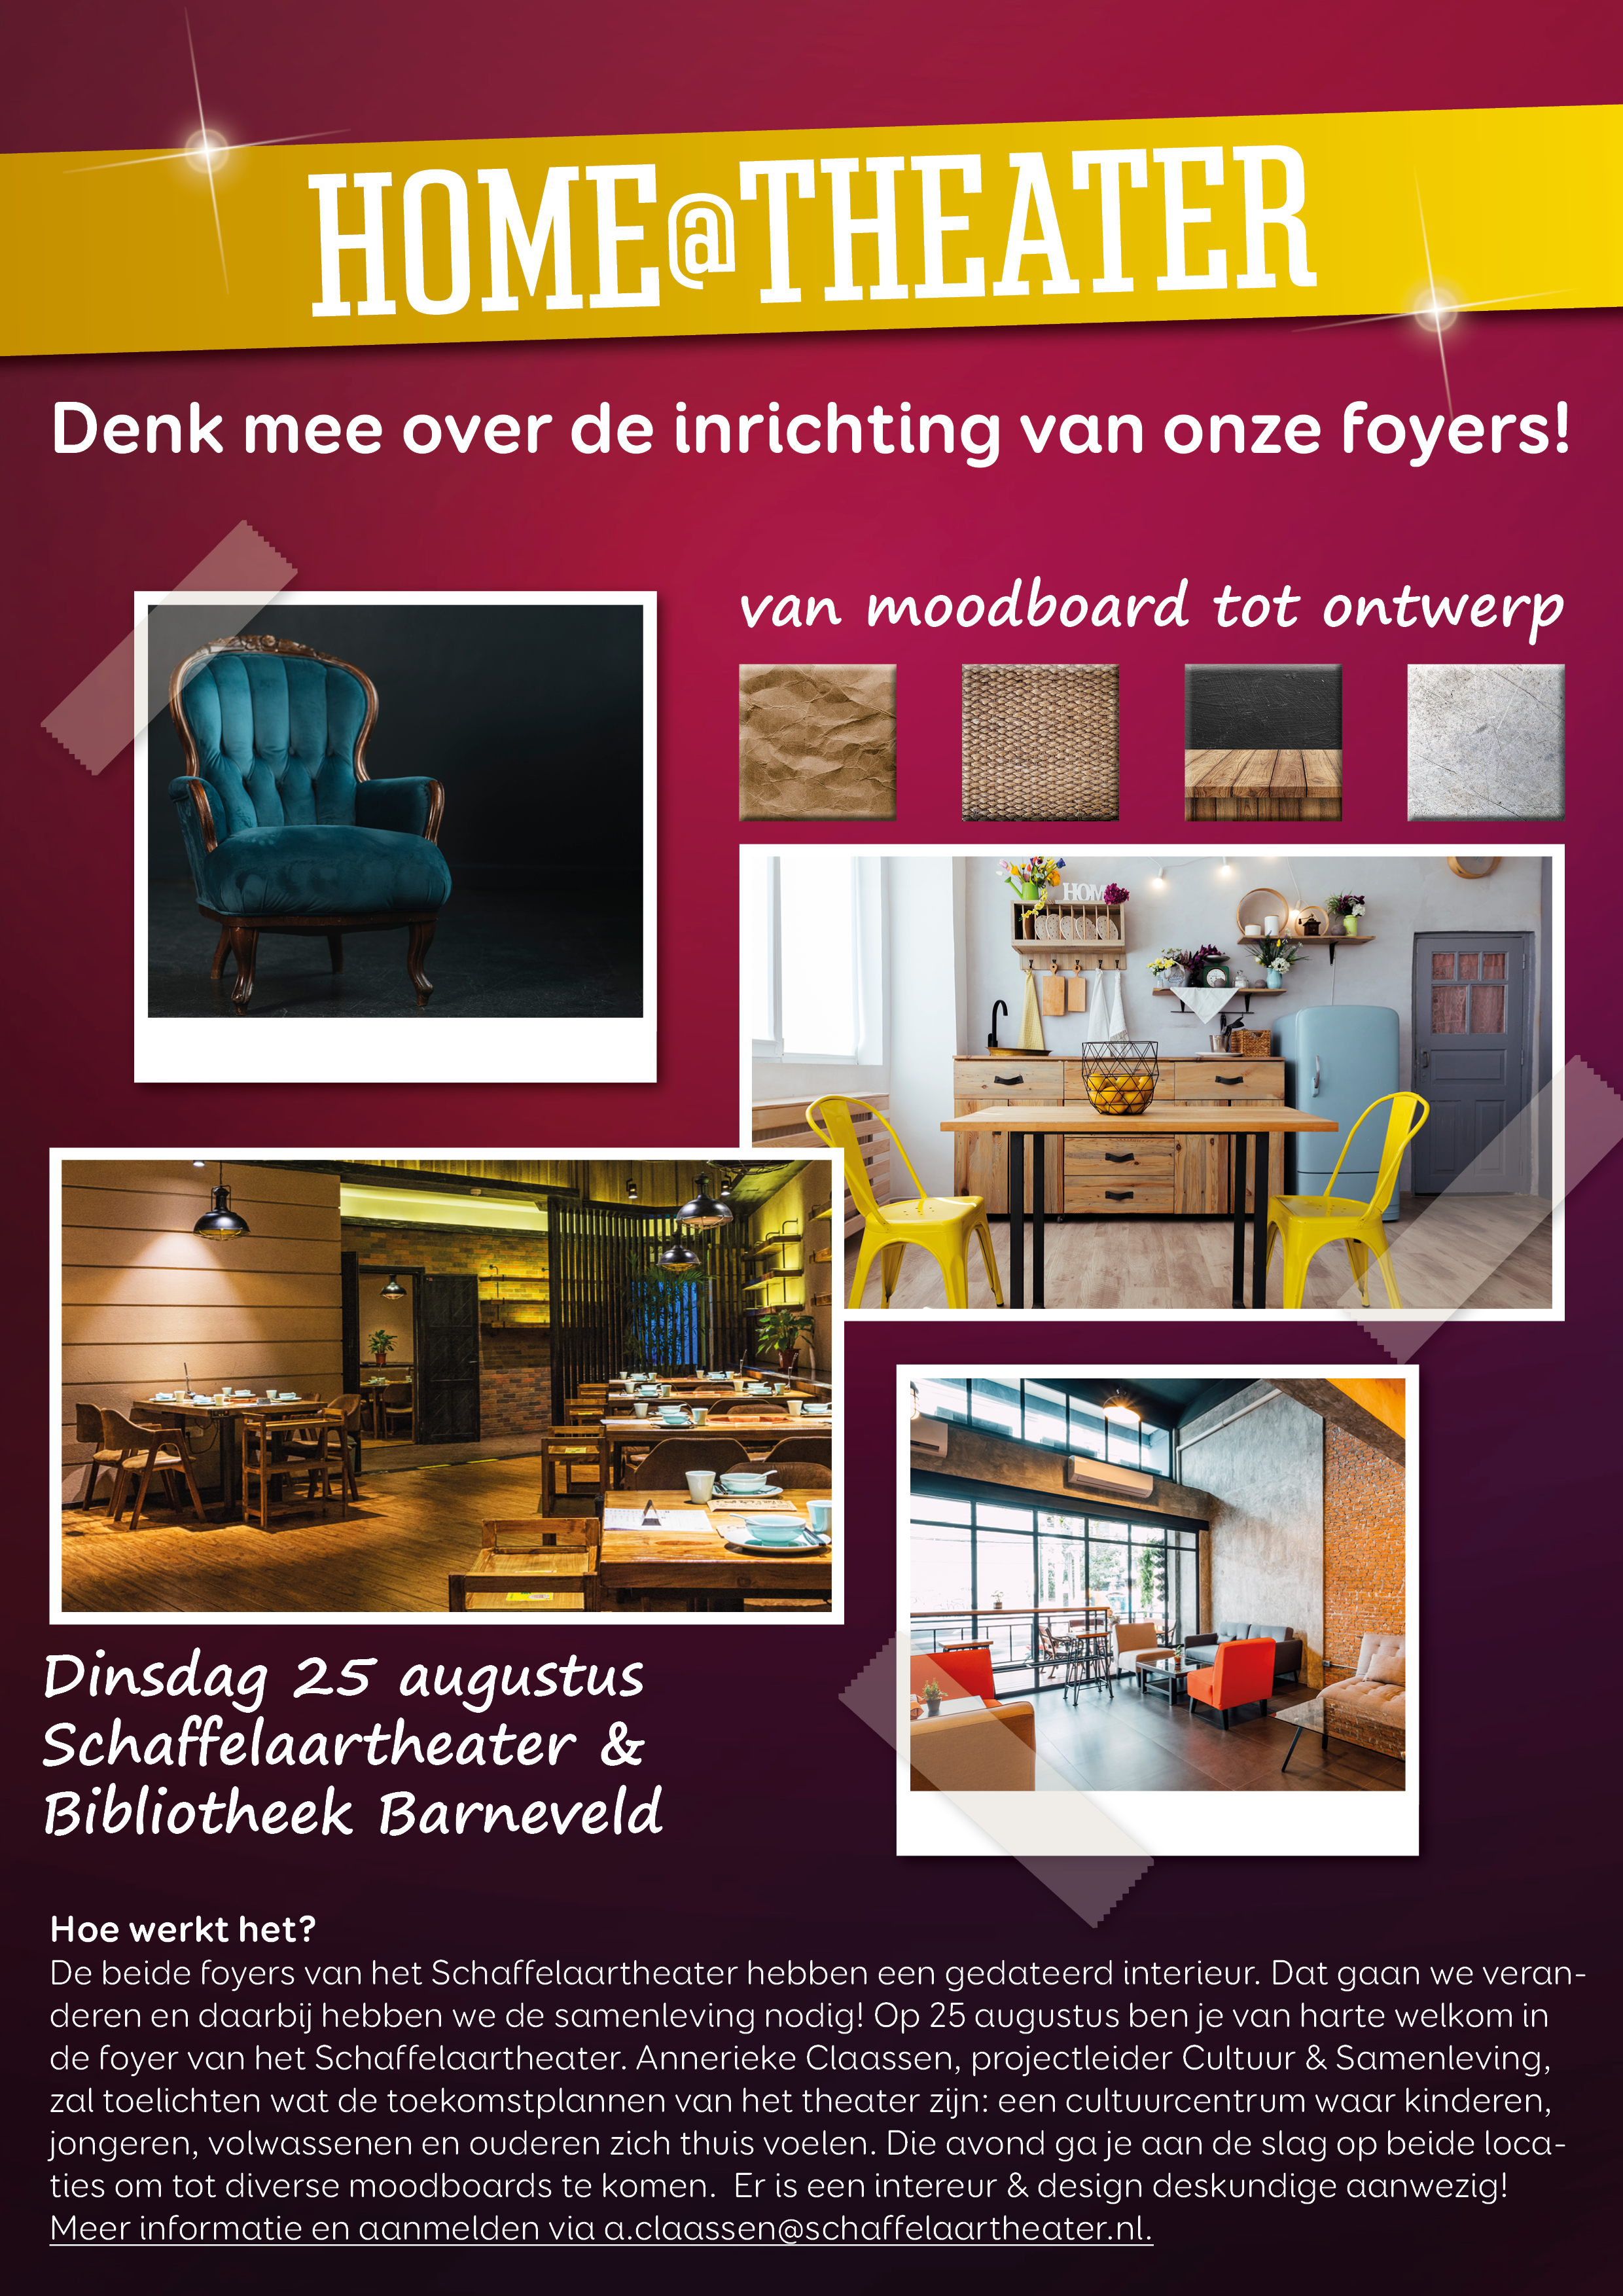 HOME@THEATER
Denk mee over de inrichting van onze foyers!
van moodboard tot ontwerp
HOME
Dinsdag 25 augustus
Schaffelaartheater &
Bibliotheek Barneveld
Hoe werkt het?
De beide foyers van het Schaffelaartheater hebben een gedateerd interieur. Dat gaan we veran-
deren en daarbij hebben we de samenleving nodig! Op 25 augustus ben je van harte welkom in
de foyer van het Schaffelaartheater. Annerieke Claassen, projectleider Cultuur & Samenleving,
zal toelichten wat de toekomstplannen van het theater zijn: een cultuurcentrum waar kinderen,
jongeren, volwassenen en ouderen zich thuis voelen. Die avond ga je aan de slag op beide loca-
ties om tot diverse moodboards te komen.  Er is een intereur & design deskundige aanwezig!
Meer informatie en aanmelden via a.claassen@schaffelaartheater.nl.